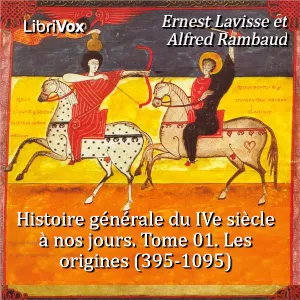 LibriVox
Ernest Lavisse et
Alfred Rambaud
Histoire générale du IVe siècle
à nos jours. Tome 01. Les
origines (395-1095)